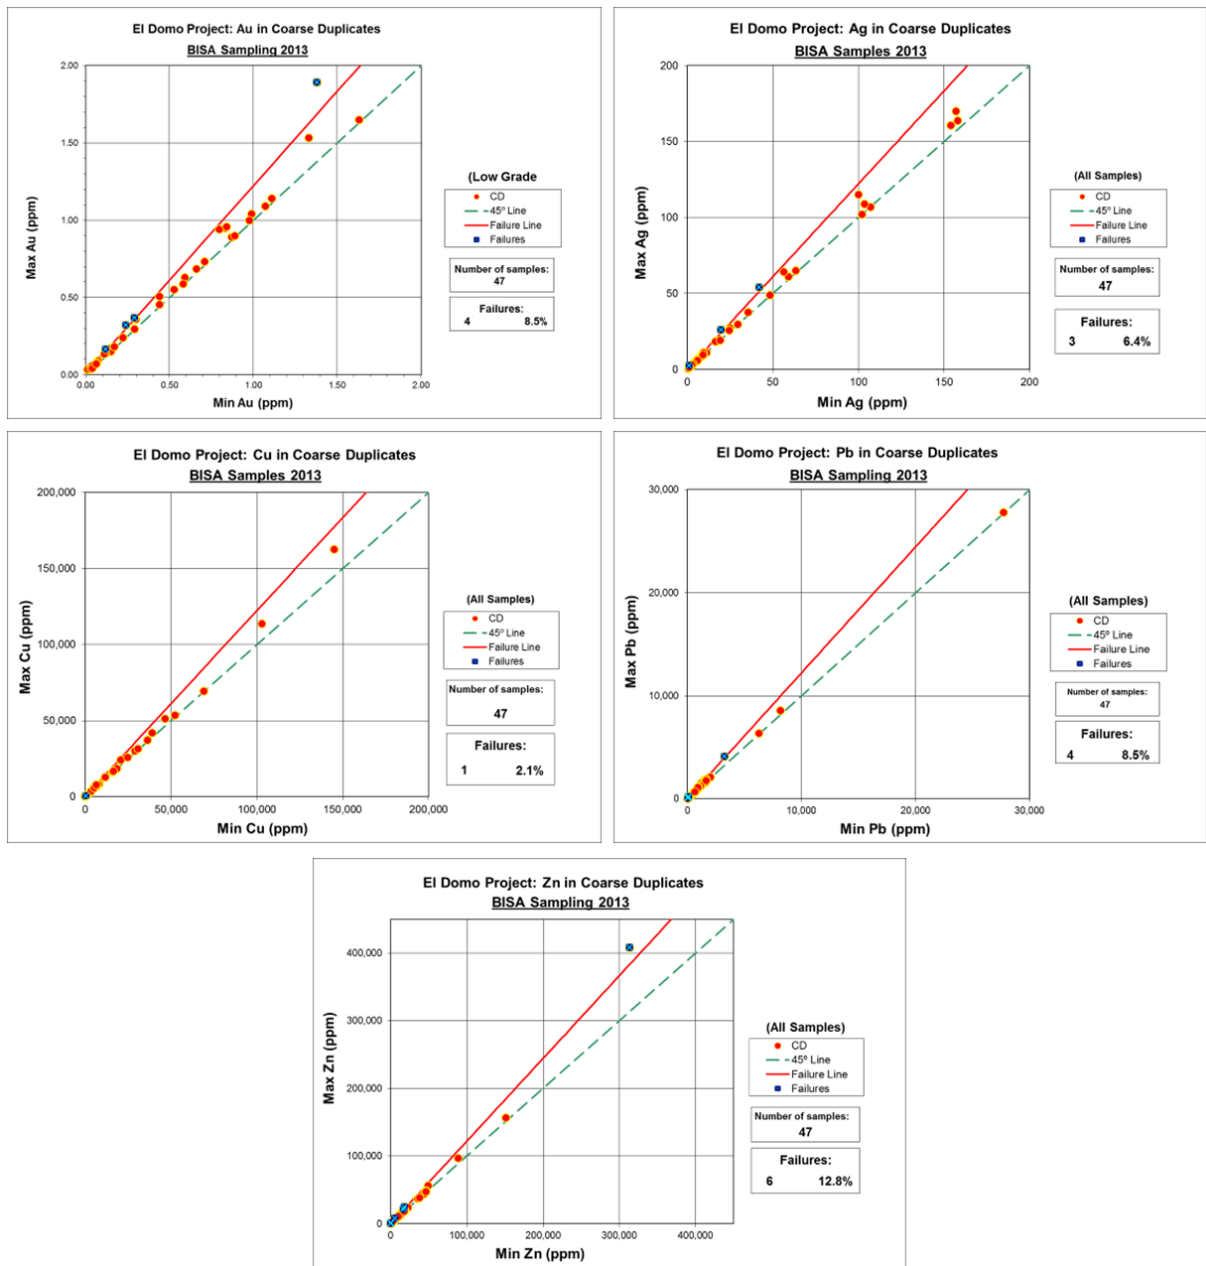 El Domo Project: Au in Coarse Duplicates
BISA Sampling 2013
2.00
1.50
1.00
0.50
0.00
Max Au (ppm)
0.00 0.50 1.00 1.50 2.00
Min Au (ppm)
(Low Grade
CD
45º Line
Failure Line
Failures
Number of samples:
47
Failures:
4 8.5%
El Domo Project: Ag in Coarse Duplicates
BISA Samples 2013
200
150
100
50
0
Max Ag (ppm)
0 50 100 150 200
Min Ag (ppm)
(All Samples)
CD
45º Line
Failure Line
Failures
Number of samples:
47
Failures:
3 6.4%
El Domo Project: Cu in Coarse Duplicates
BISA Samples 2013
200,000
150,000
100,000
50,000
0
Max Cu (ppm)
0 50,000 100,000 150,000 200,000
Min Cu (ppm)
(All Samples)
CD
45º Line
Failure Line
Failures
Number of samples:
47
Failures:
1 2.1%
El Domo Project: Pb in Coarse Duplicates
BISA Sampling 2013
30,000
20,000
10,000
0
Max Pb (ppm)
0 10,000 20,000 30,000
Min Pb (ppm)
(All Samples)
CD
45º Line
Failure Line
Failures
Number of samples:
47
Failures:
4 8.5%
El Domo Project: Zn in Coarse Duplicates
BISA Sampling 2013
400,000
300,000
200,000
100,000
0
Max Zn (ppm)
0 100,000 200,000 300,000 400,000
Min Zn (ppm)
(All Samples)
CD
45º Line
Failure Line
Failures
Number of samples:
47
Failures:
6 12.8%